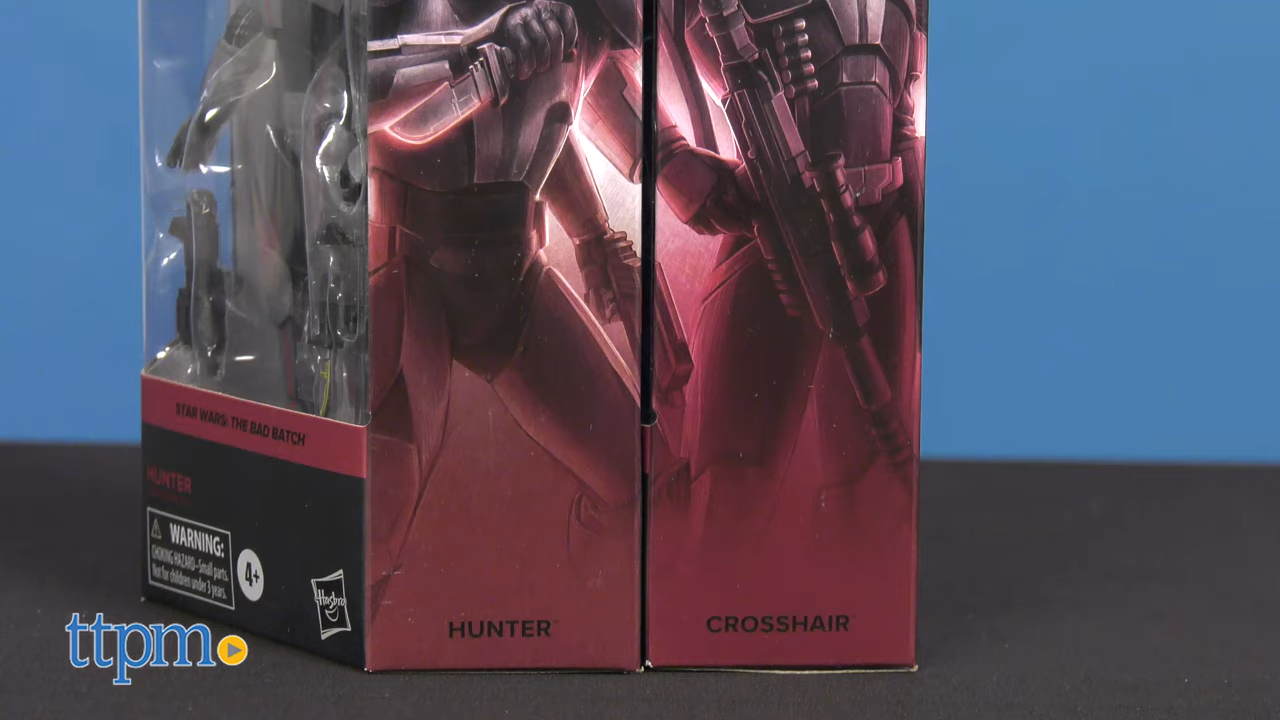 STAR WARS: THE BAD BATCH
HUNTER
WARNING:
CHOKING HAZARD-Small parts.
Not for children under 3 years.
4+
Hasbro
HUNTER
CROSSHAIR
ttpm